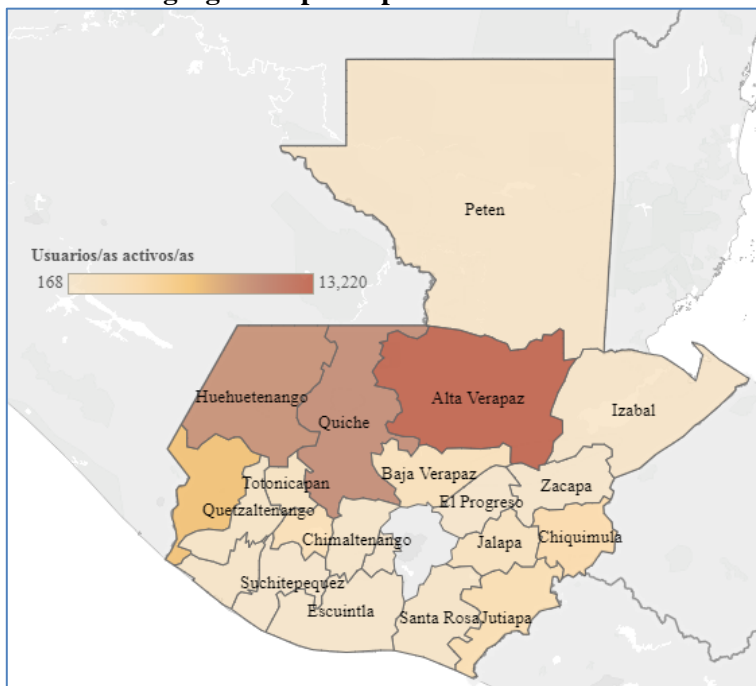 Peten
Usuarios/as activos/as
168
13,220
Huehuetenango
Quiche
Alta Verapaz
Izabal
Baja Verapaz
Totonicapan
El Progreso
Zacapa
Quetzaltenango
Chimaltenango
Jalapa
Chiquimula
Suchitepequez
Escuintla
Santa Rosa
Jutiapa